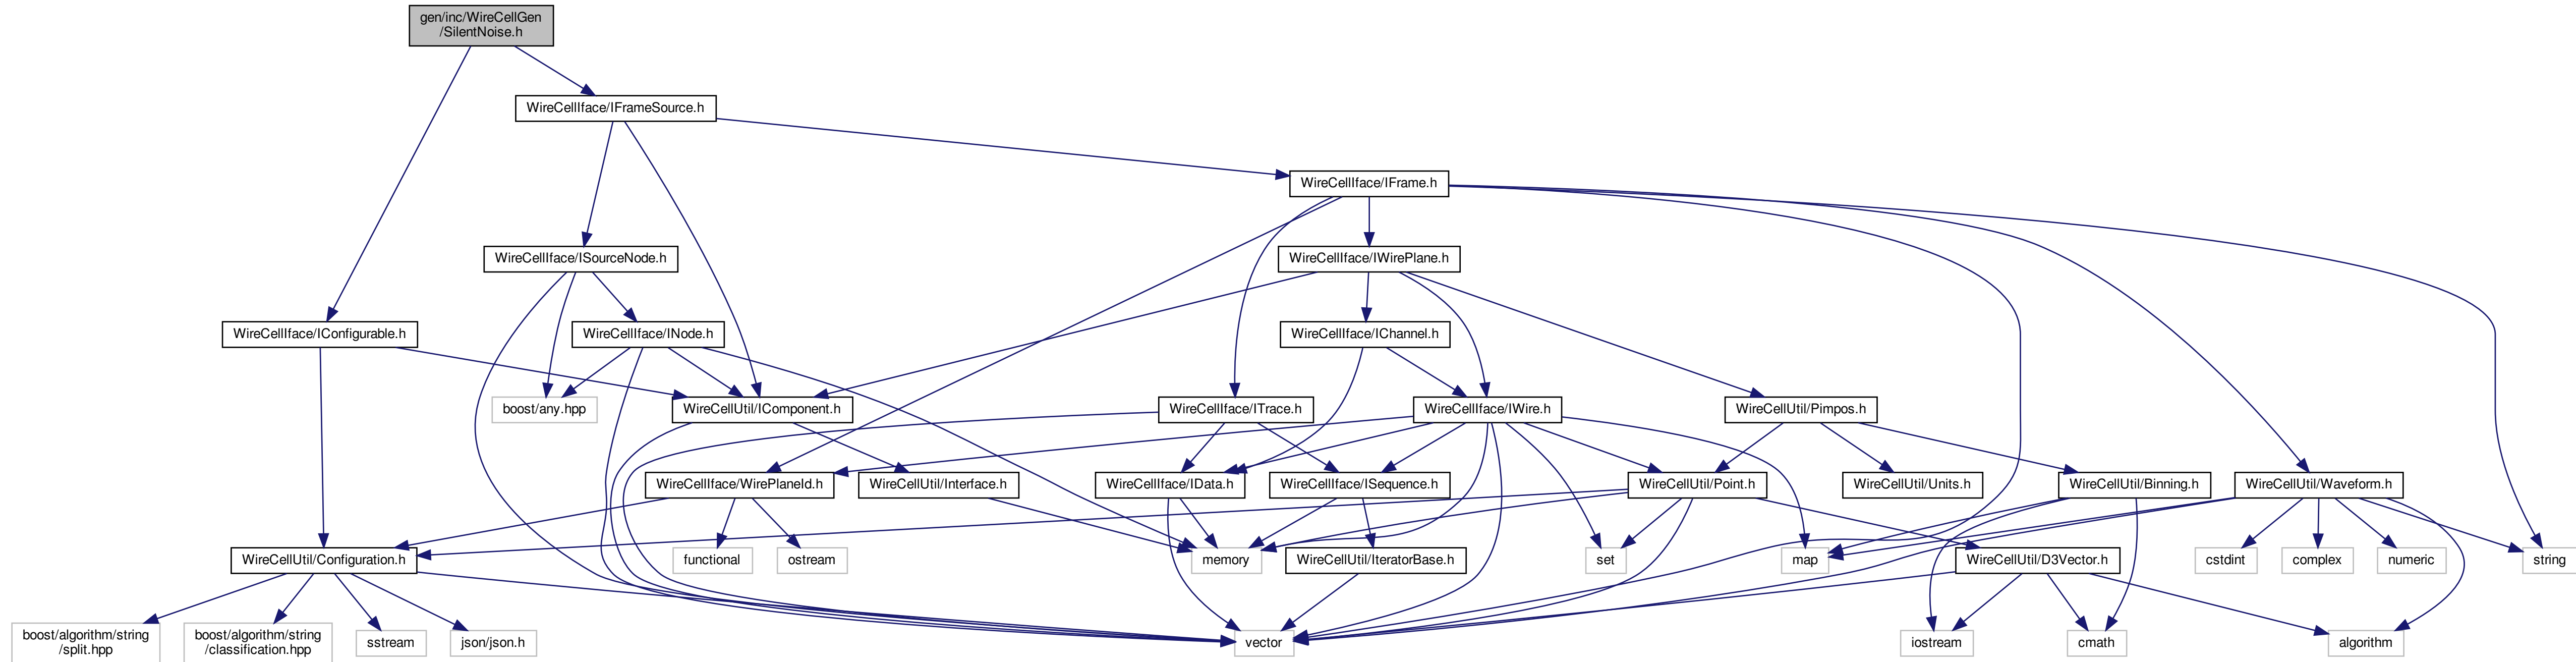 gen/inc/WireCellGen
/SilentNoise.h
WireCellIface/IFrameSource.h
WireCellIface/IFrame.h
WireCellIface/ISourceNode.h
WireCellIface/IWirePlane.h
WireCellIface/IConfigurable.h
WireCellIface/INode.h
WireCellIface/IChannel.h
boost/any.hpp
WireCellUtil/IComponent.h
WireCellIface/ITrace.h
WireCellIface/IWire.h
WireCellUtil/Pimpos.h
WireCellIface/WirePlaneId.h
WireCellUtil/Interface.h
WireCellIface/IData.h
WireCellIface/ISequence.h
WireCellUtil/Point.h
WireCellUtil/Units.h
WireCellUtil/Binning.h
WireCellUtil/Waveform.h
WireCellUtil/Configuration.h
functional
ostream
memory
WireCellUtil/IteratorBase.h
set
map
WireCellUtil/D3Vector.h
cstdint
complex
numeric
string
boost/algorithm/string
/split.hpp
boost/algorithm/string
/classification.hpp
sstream
json/json.h
vector
iostream
cmath
algorithm